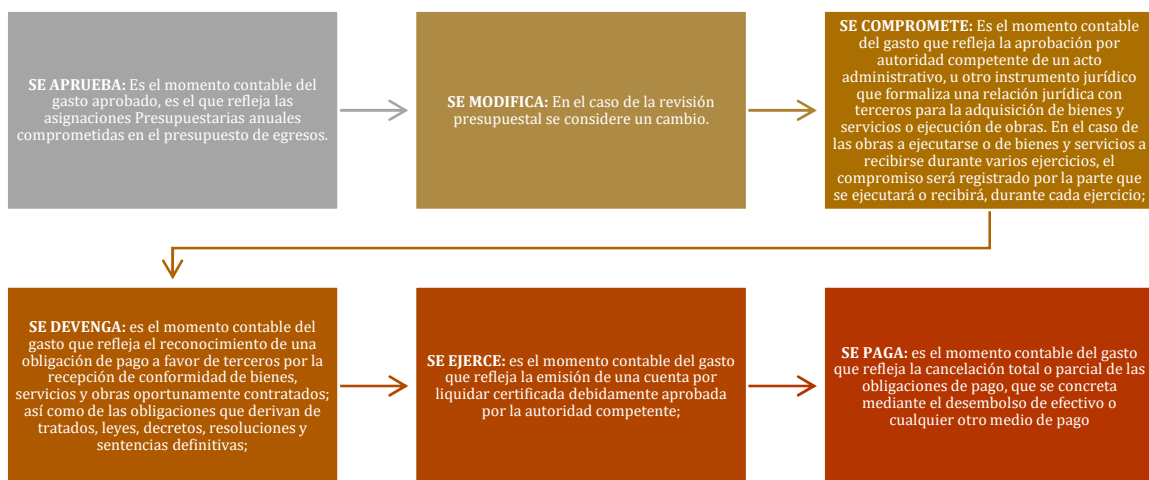 SE APRUEBA: Es el momento contable del
gasto aprobado, es el que refleja las
asignaciones Presupuestarias anuales
comprometidas en el presupuesto de egresos.
SE MODIFICA: En el caso de la revisión
presupuestal se considere un cambio.
SE COMPROMETE: Es el momento contable
del gasto que refleja la aprobación por
autoridad competente de un acto
administrativo, u otro instrumento jurídico
que formaliza una relación jurídica con
terceros para la adquisición de bienes y
servicios o ejecución de obras. En el caso de
las obras a ejecutarse o de bienes y servicios a
recibirse durante varios ejercicios, el
compromiso será registrado por la parte que
se ejecutará o recibirá, durante cada ejercicio;
SE DEVENGA: es el momento contable del
gasto que refleja el reconocimiento de una
obligación de pago a favor de terceros por la
recepción de conformidad de bienes,
servicios y obras oportunamente contratados;
así como de las obligaciones que derivan de
tratados, leyes, decretos, resoluciones y
sentencias definitivas;
SE EJERCE: es el momento contable del gasto
que refleja la emisión de una cuenta por
liquidar certificada debidamente aprobada
por la autoridad competente;
SE PAGA: es el momento contable del gasto
que refleja la cancelación total o parcial de las
obligaciones de pago, que se concreta
mediante el desembolso de efectivo o
cualquier otro medio de pago